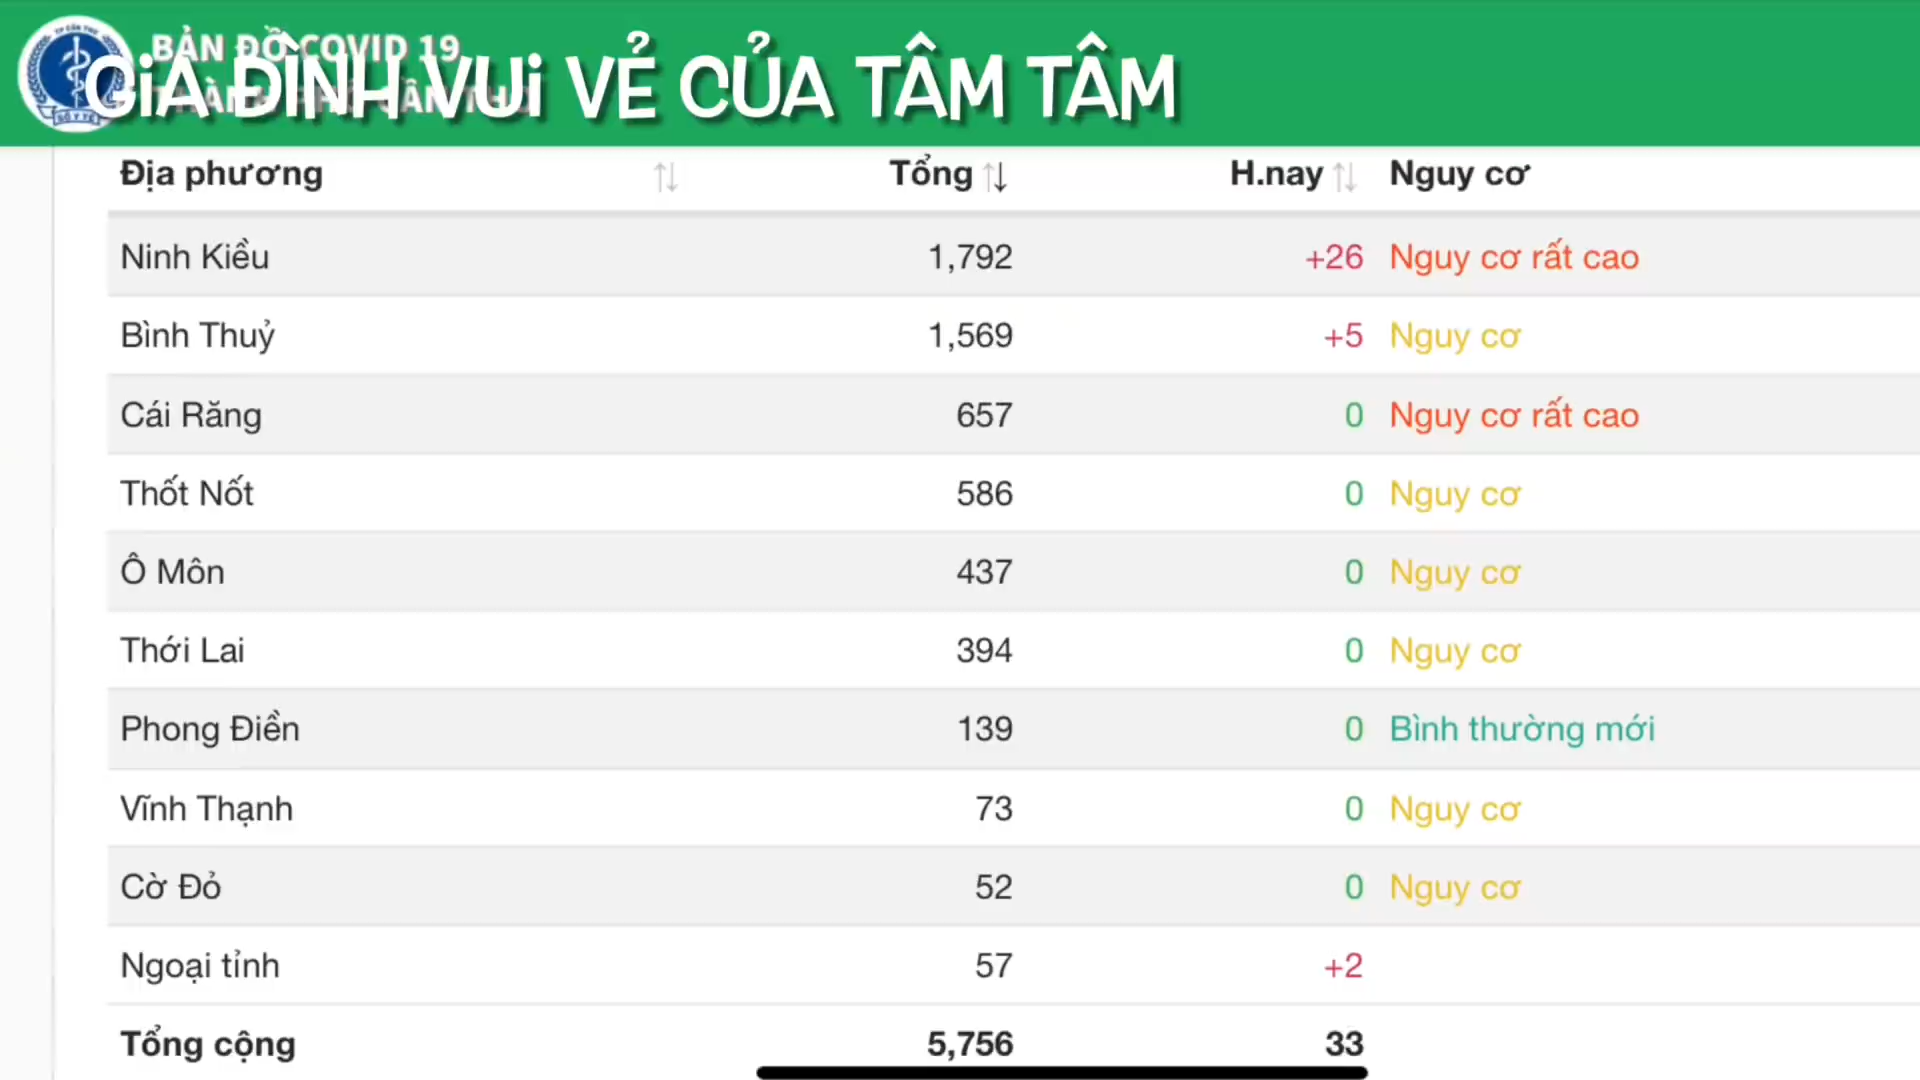 BẢN ĐỒ COVID 19
GiA ĐÌNH VUi VẺ CỦA TÂM TÂM
Địa phương Tổng H.nay Nguy cơ
Ninh Kiều 1,792 +26 Nguy cơ rất cao
Bình Thuỷ 1,569 +5 Nguy cơ
Cái Răng 657 0 Nguy cơ rất cao
Thốt Nốt 586 0 Nguy cơ
Ô Môn 437 0 Nguy cơ
Thới Lai 394 0 Nguy cơ
Phong Điền 139 0 Bình thường mới
Vĩnh Thạnh 73 0 Nguy cơ
Cờ Đỏ 52 0 Nguy cơ
Ngoại tỉnh 57 +2
Tổng cộng 5,756 33